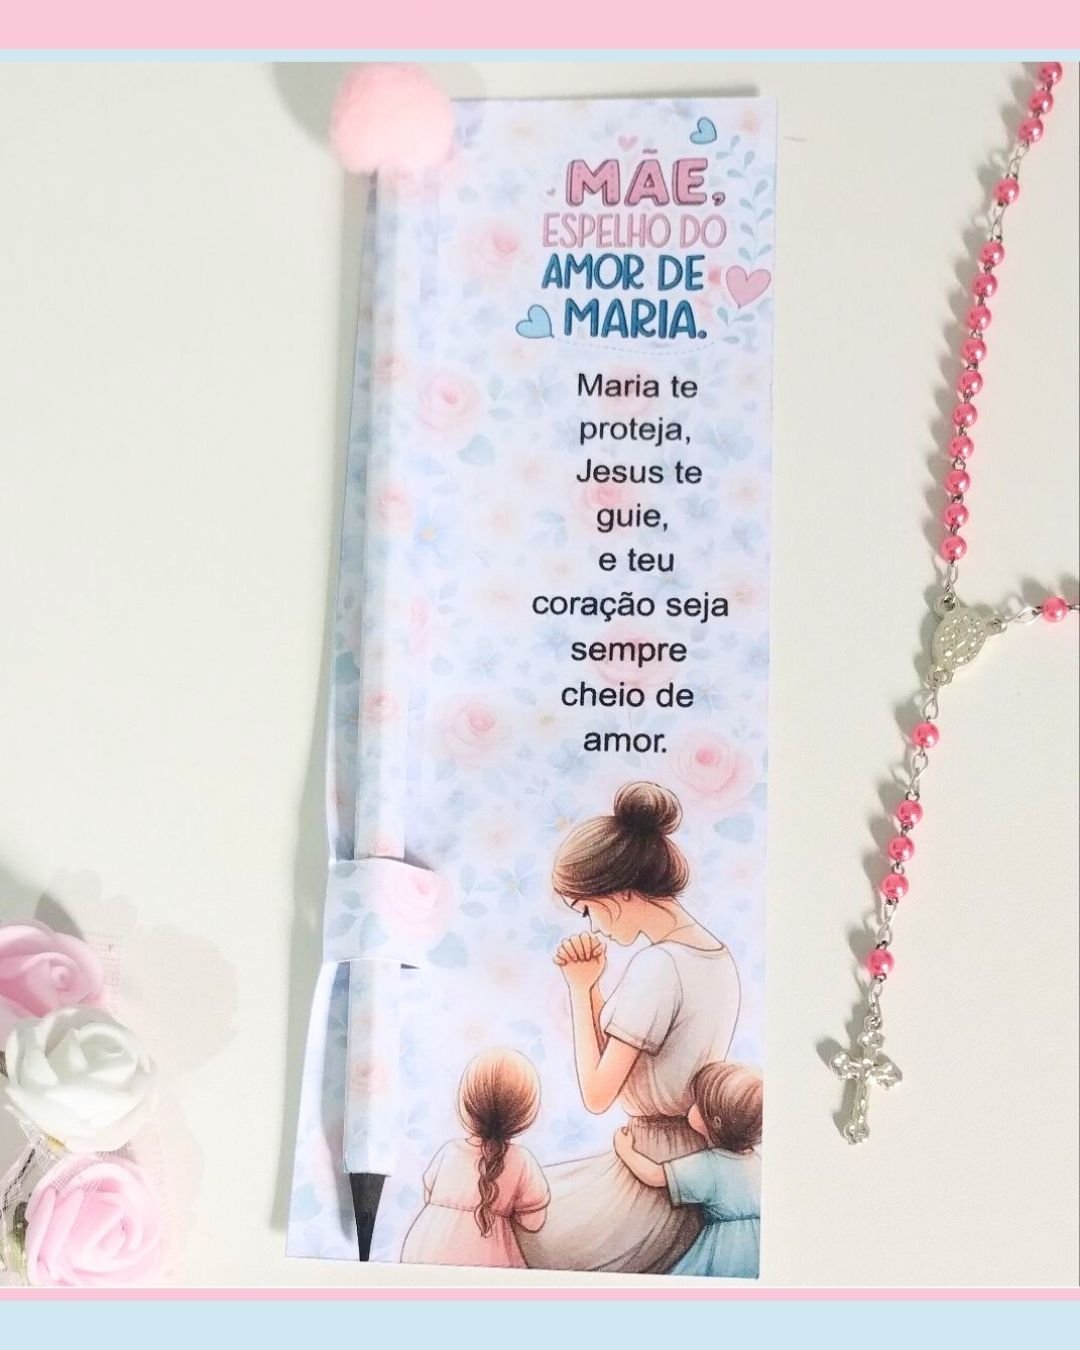 MÃE,
ESPELHO DO
AMOR DE
MARIA.
Maria te
proteja,
Jesus te
guie,
e teu
coração seja
sempre
cheio de
amor.